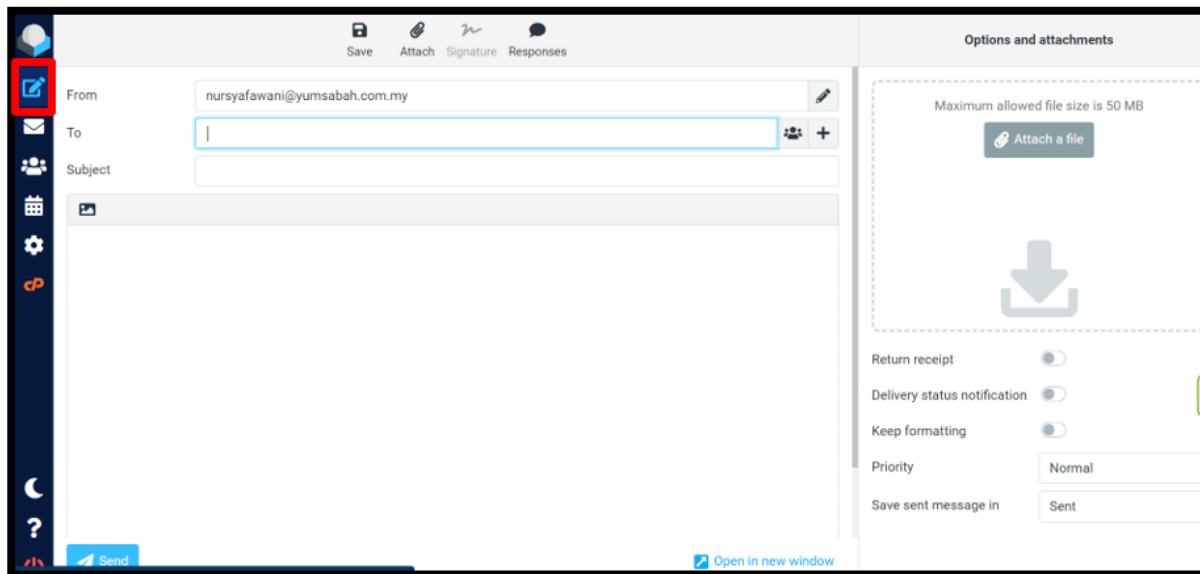 Save Attach Signature Responses
Options and attachments
From nursyafawani@yumsabah.com.my
To
Subject
Maximum allowed file size is 50 MB
Attach a file
Return receipt
Delivery status notification
Keep formatting
Priority Normal
Save sent message in Sent
Send
Open in new window
cP
?